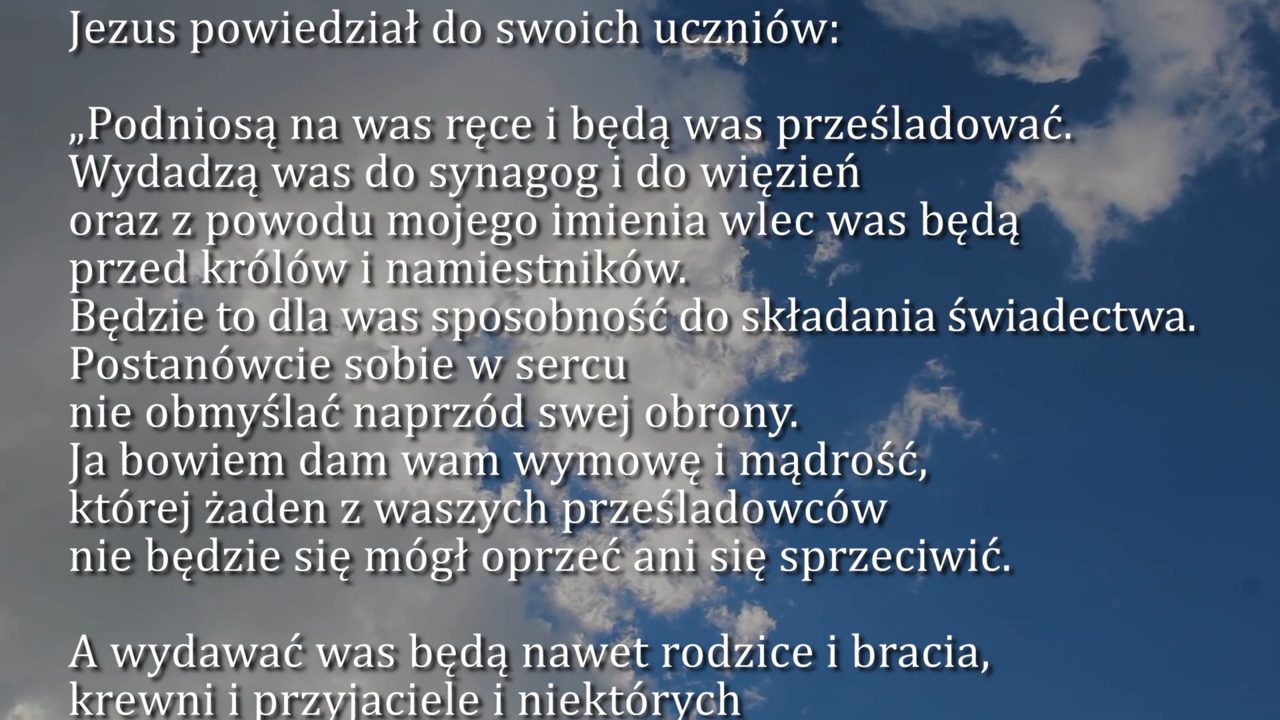 Jezus powiedział do swoich uczniów:
„Podniosą na was ręce i będą was prześladować.
Wydadzą was do synagog i do więzień
oraz z powodu mojego imienia wlec was będą
przed królów i namiestników.
Będzie to dla was sposobność do składania świadectwa.
Postanówcie sobie w sercu
nie obmyślać naprzód swej obrony.
Ja bowiem dam wam wymowę i mądrość,
której żaden z waszych prześladowców
nie będzie się mógł oprzeć ani się sprzeciwić.
A wydawać was będą nawet rodzice i bracia,
krewni i przyjaciele i niektórych